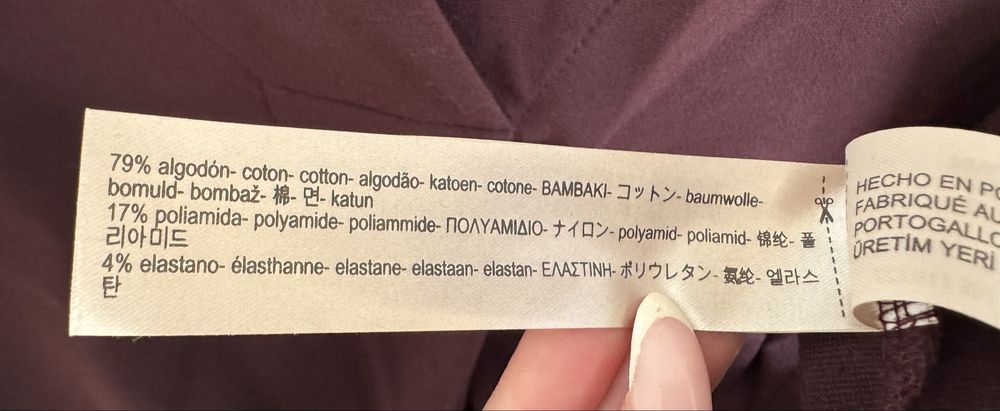 79% algodón- coton- cotton- algodão- katoen- cotone- ΒΑΜΒΑΚΙ- コットン- baumwolle-
bomuld- bombaž- 棉- 면- katun
17% poliamida- polyamide- poliammide- ΠΟΛΥΑΜΙΔΙΟ- ナイロン- polyamid- poliamid- 锦纶- 폴
리아미드
4% elastano- élasthanne- elastane- elastaan- elastan- ΕΛΑΣΤΙΝΗ- ポリウレタン- 氨纶- 엘라스
탄
HECHO EN
FABRIQUÉ
PORTOGALLO
ÜRETİM YERİ